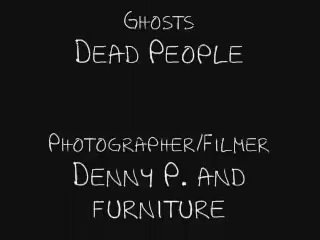 Ghosts
Dead People
Photographer/Filmer
Denny P. and
furniture